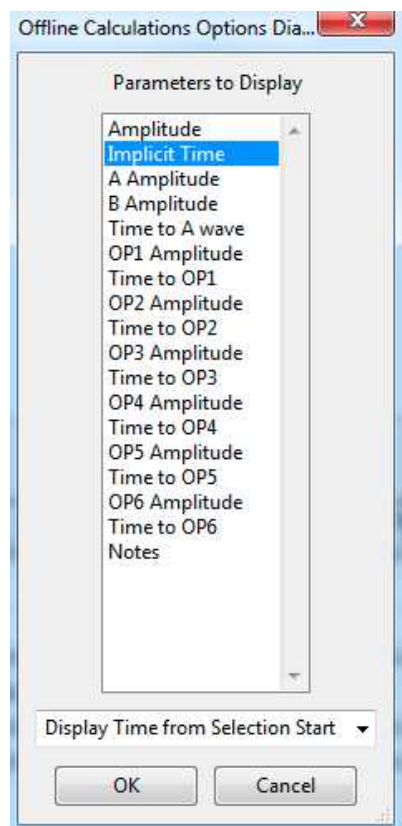 Offline Calculations Options Dia...
Parameters to Display
Amplitude
Implicit Time
A Amplitude
B Amplitude
Time to A wave
OP1 Amplitude
Time to OP1
OP2 Amplitude
Time to OP2
OP3 Amplitude
Time to OP3
OP4 Amplitude
Time to OP4
OP5 Amplitude
Time to OP5
OP6 Amplitude
Time to OP6
Notes
Display Time from Selection Start
OK Cancel